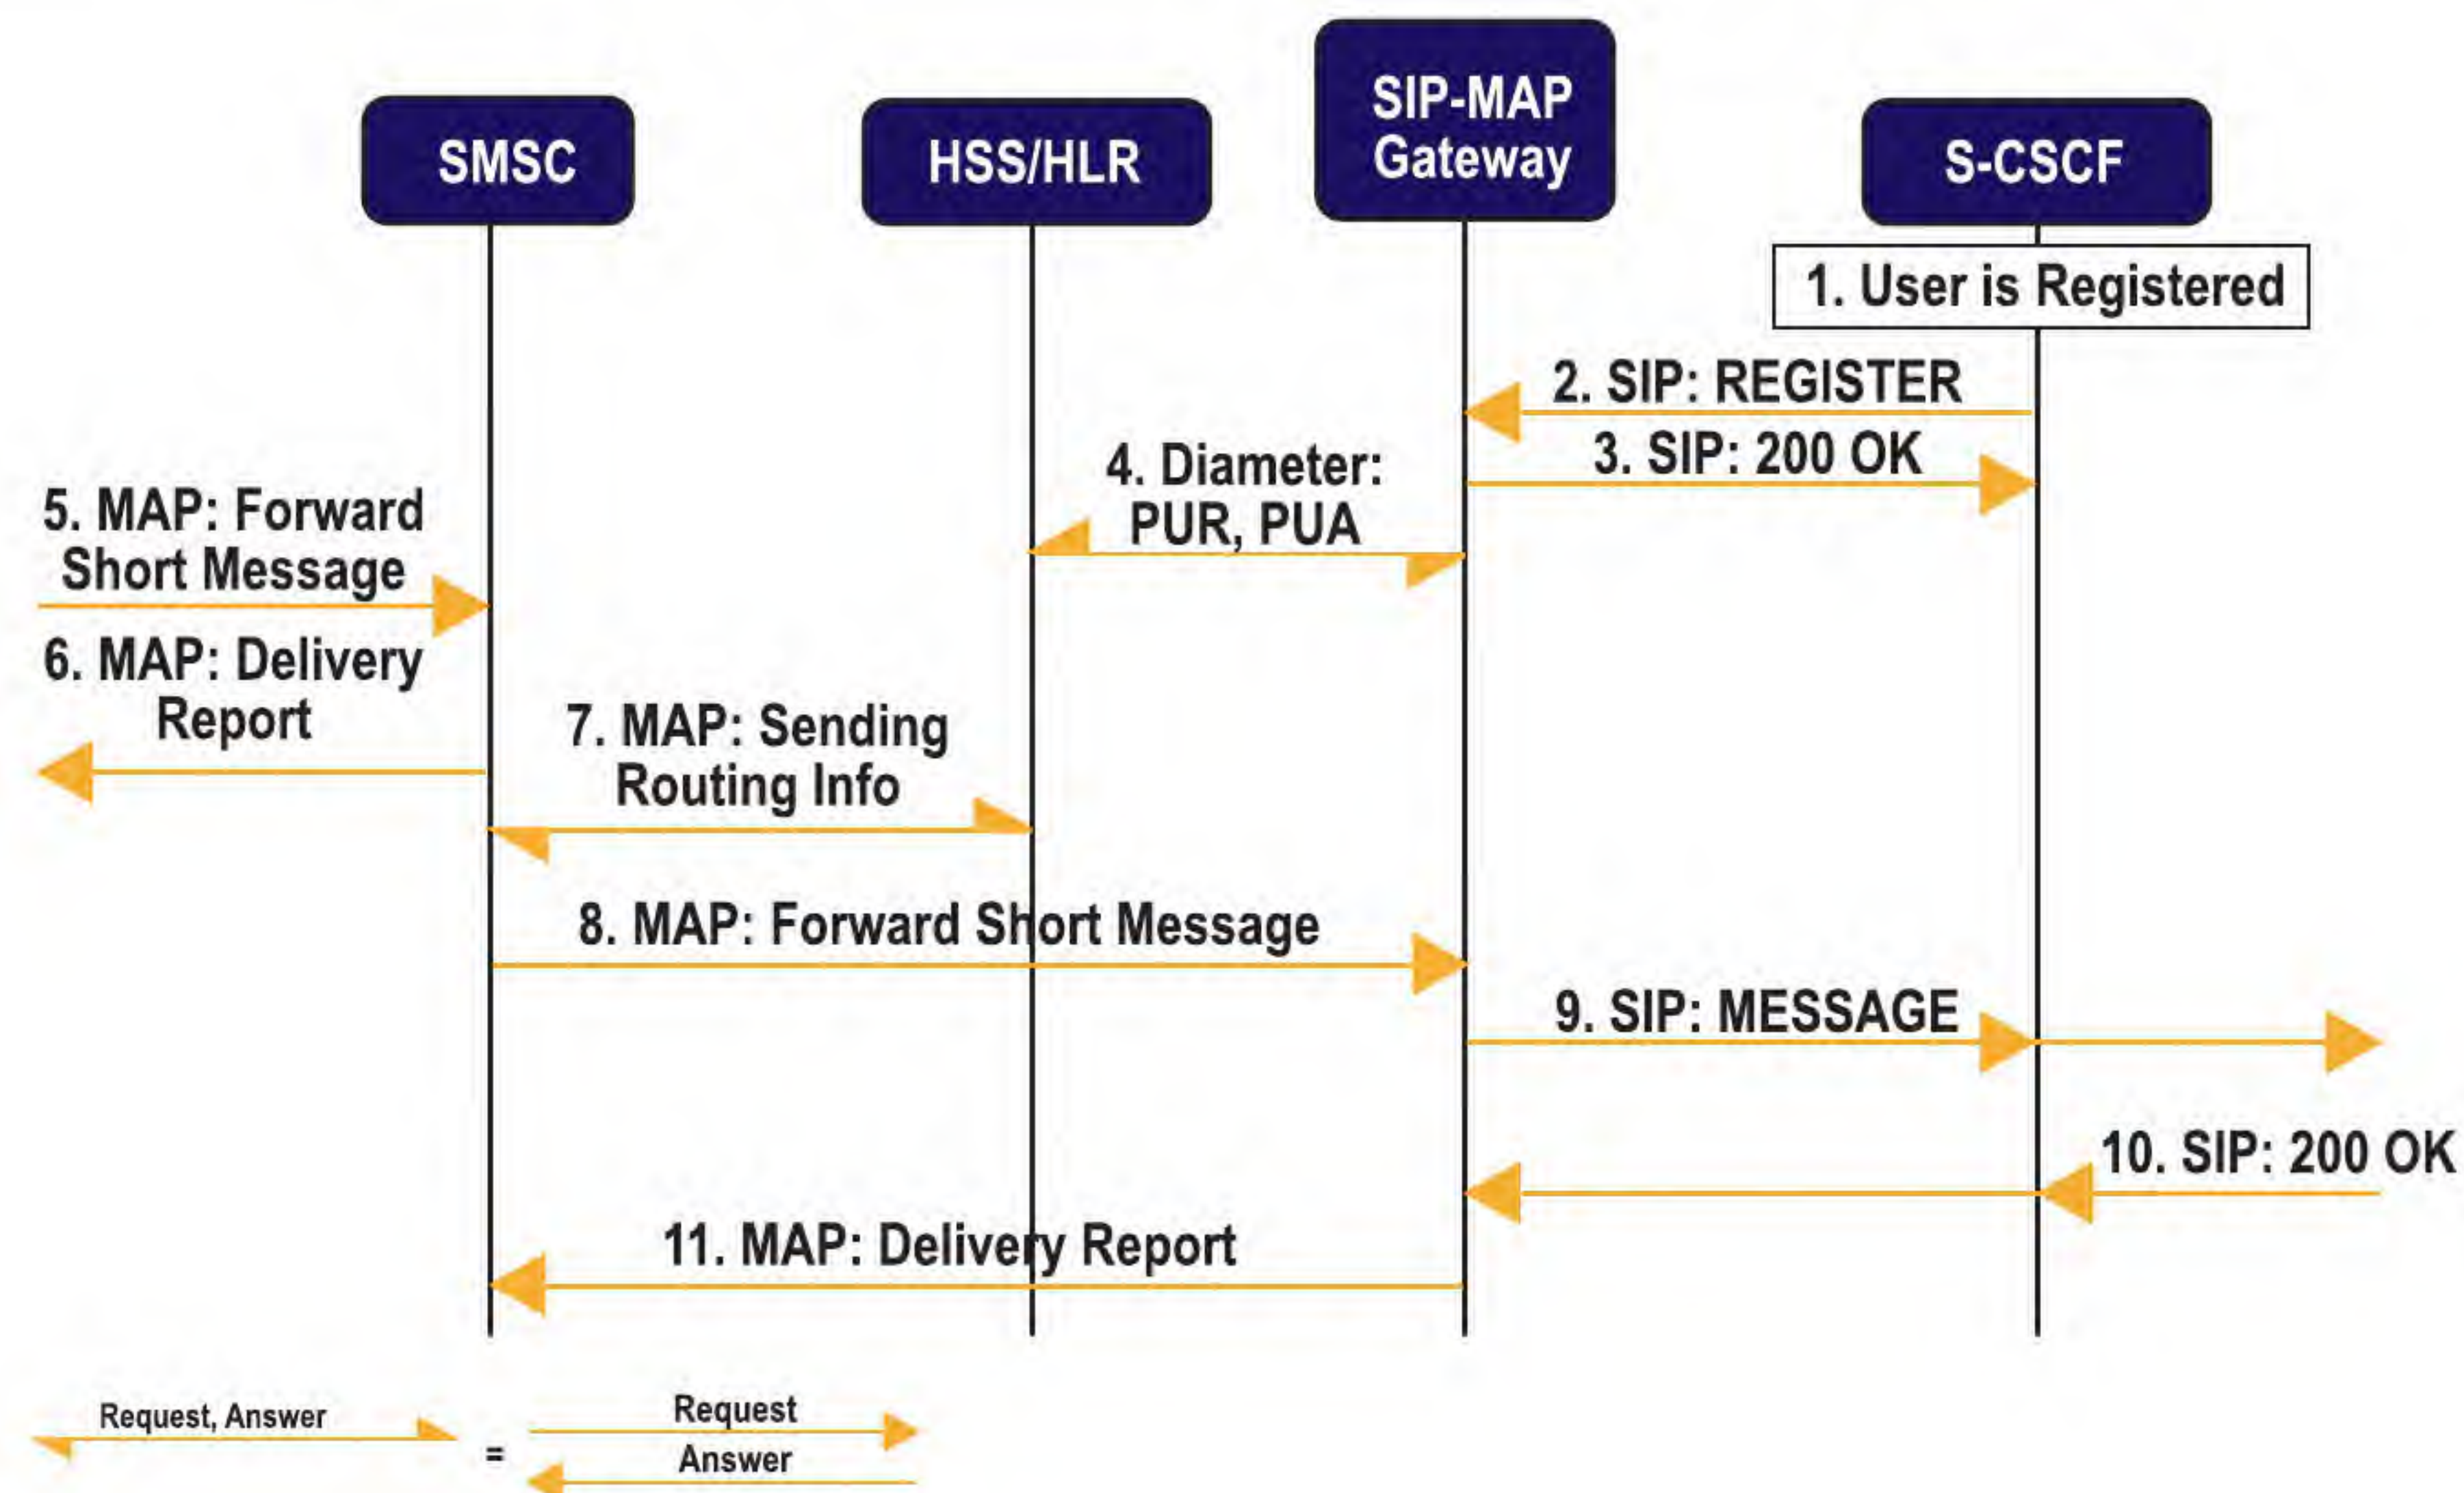 SIP-MAP
Gateway
SMSC
HSS/HLR
S-CSCF
1. User is Registered
2. SIP: REGISTER
3. SIP: 200 OK
4. Diameter:
PUR, PUA
5. MAP: Forward
Short Message
6. MAP: Delivery
Report
7. MAP: Sending
Routing Info
8. MAP: Forward Short Message
9. SIP: MESSAGE
10. SIP: 200 OK
11. MAP: Delivery Report
Request, Answer
=
Request
Answer